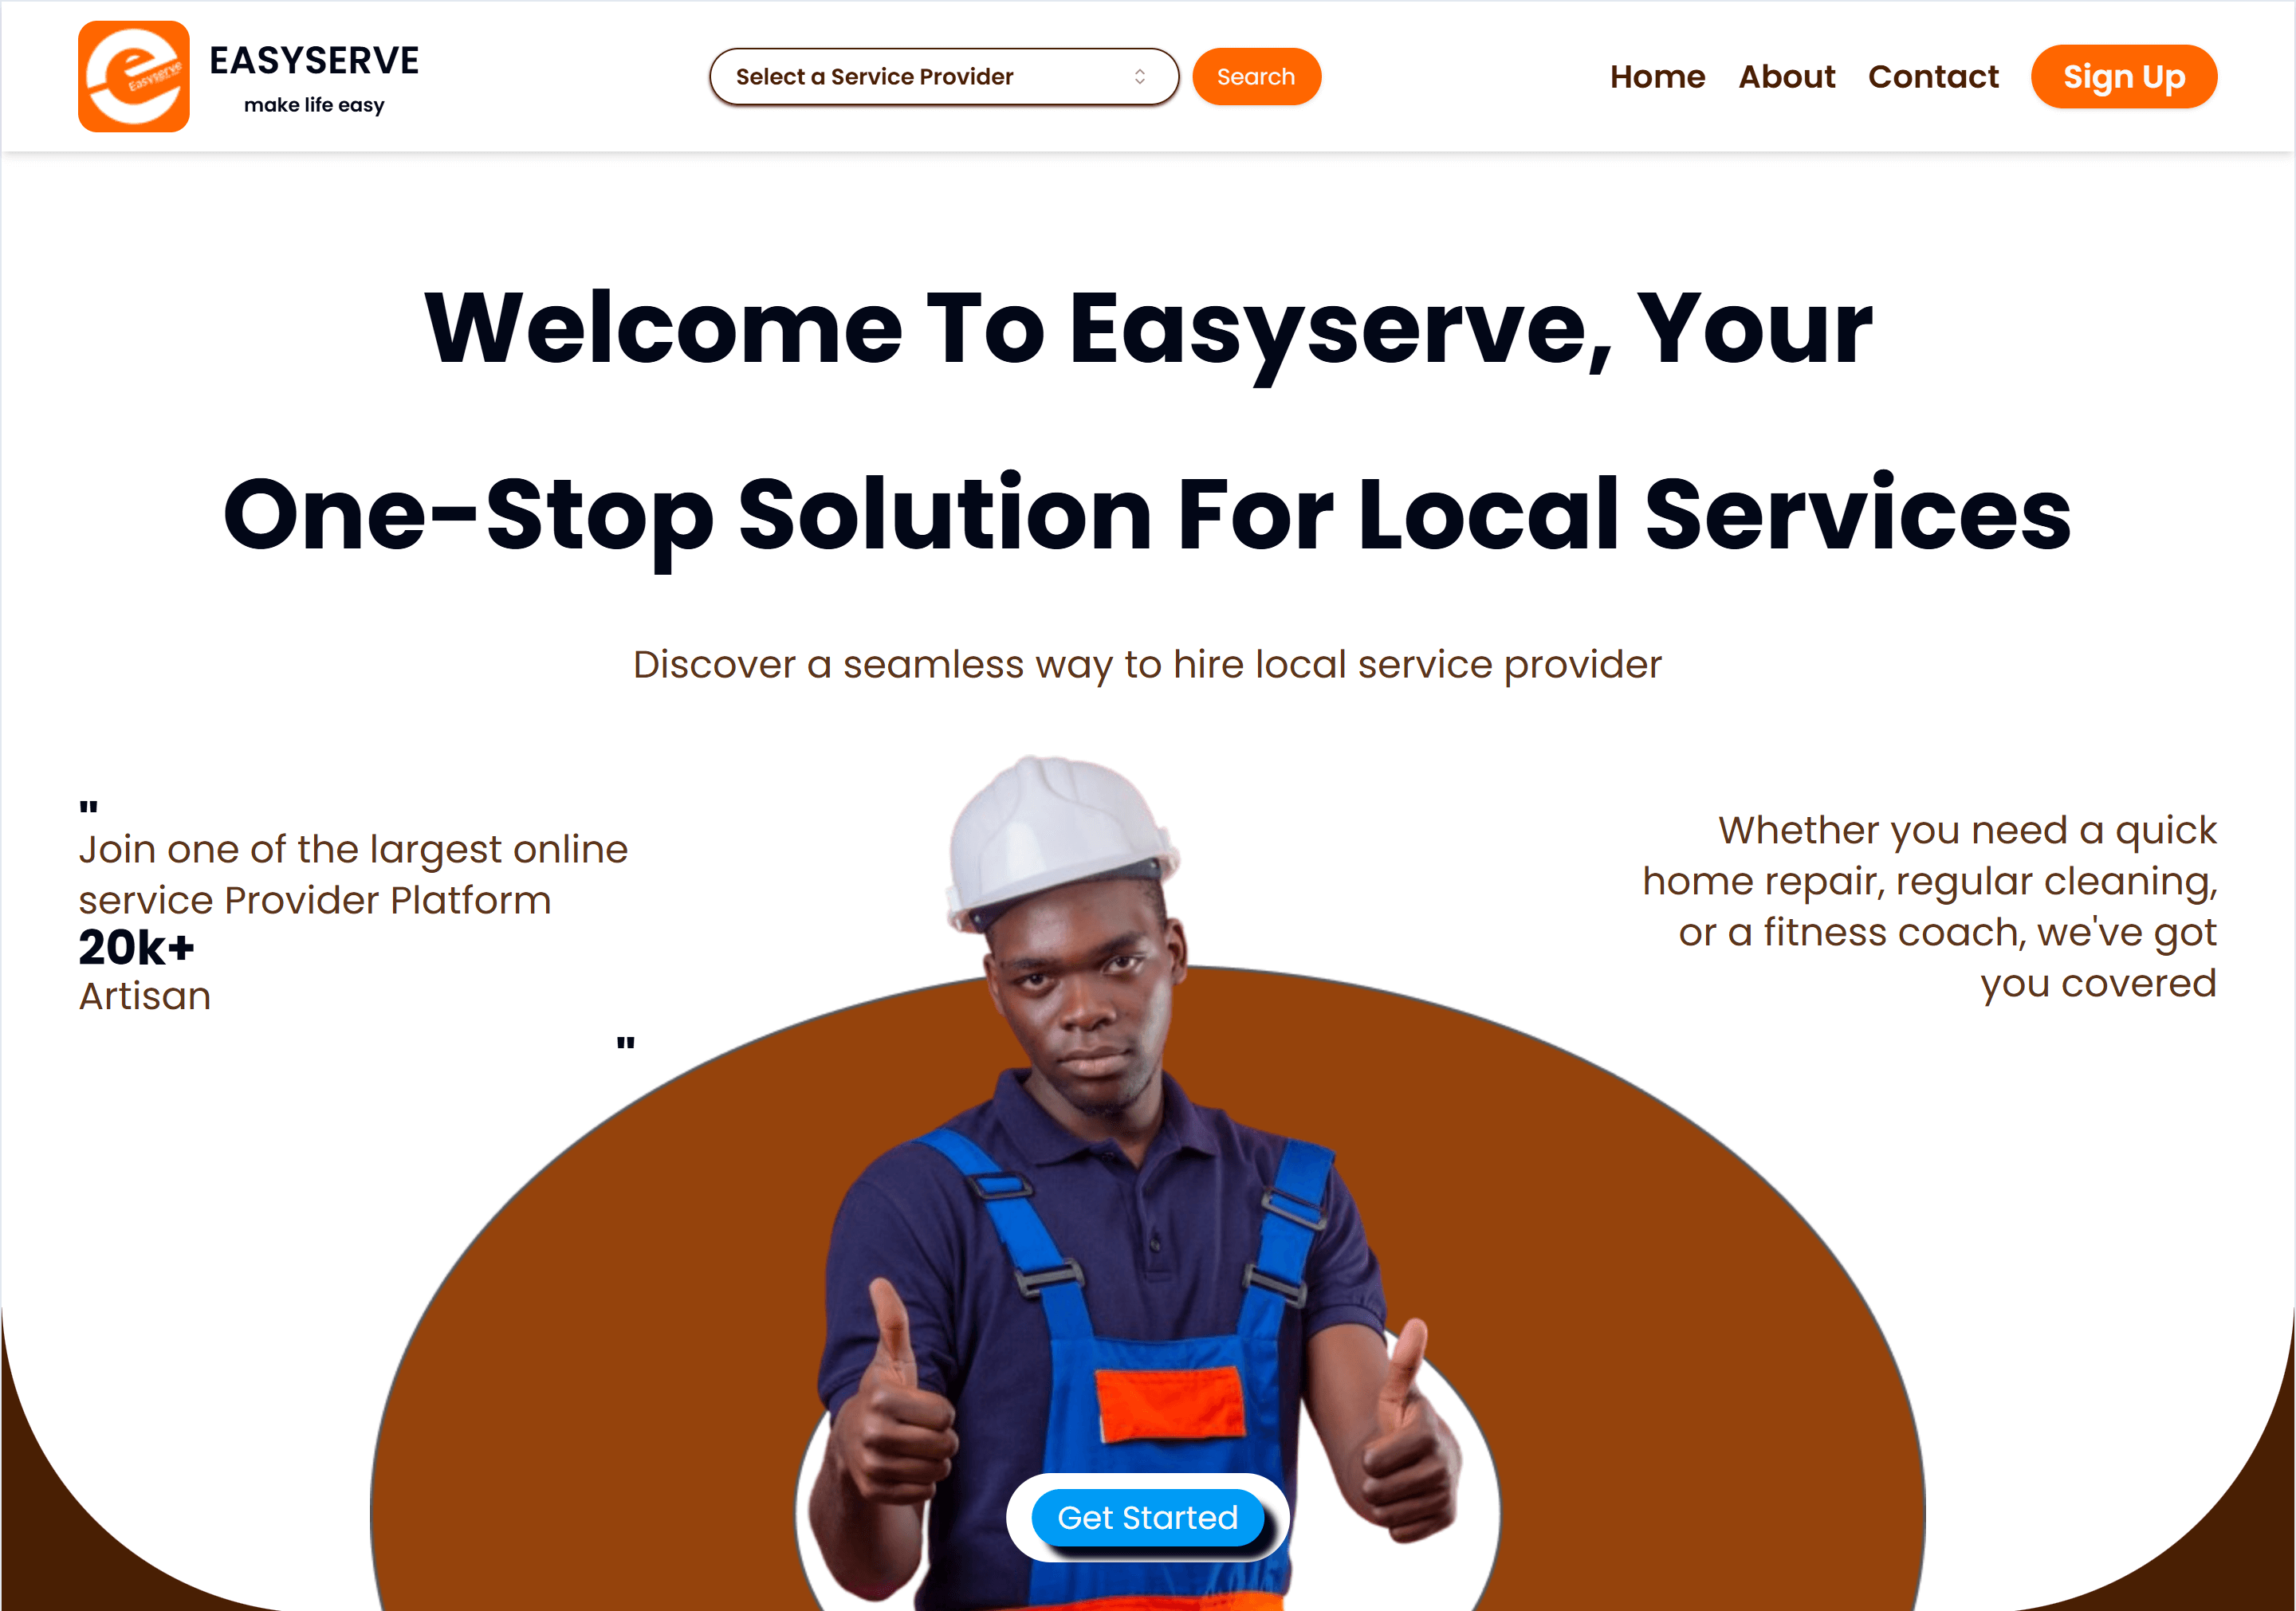 Easyserve
EASYSERVE
make life easy
Select a Service Provider
Search
Home
About
Contact
Sign Up
Welcome To Easyserve, Your
One-Stop Solution For Local Services
Discover a seamless way to hire local service provider
"
Join one of the largest online
service Provider Platform
20k+
Artisan
"
Whether you need a quick
home repair, regular cleaning,
or a fitness coach, we've got
you covered
Get Started